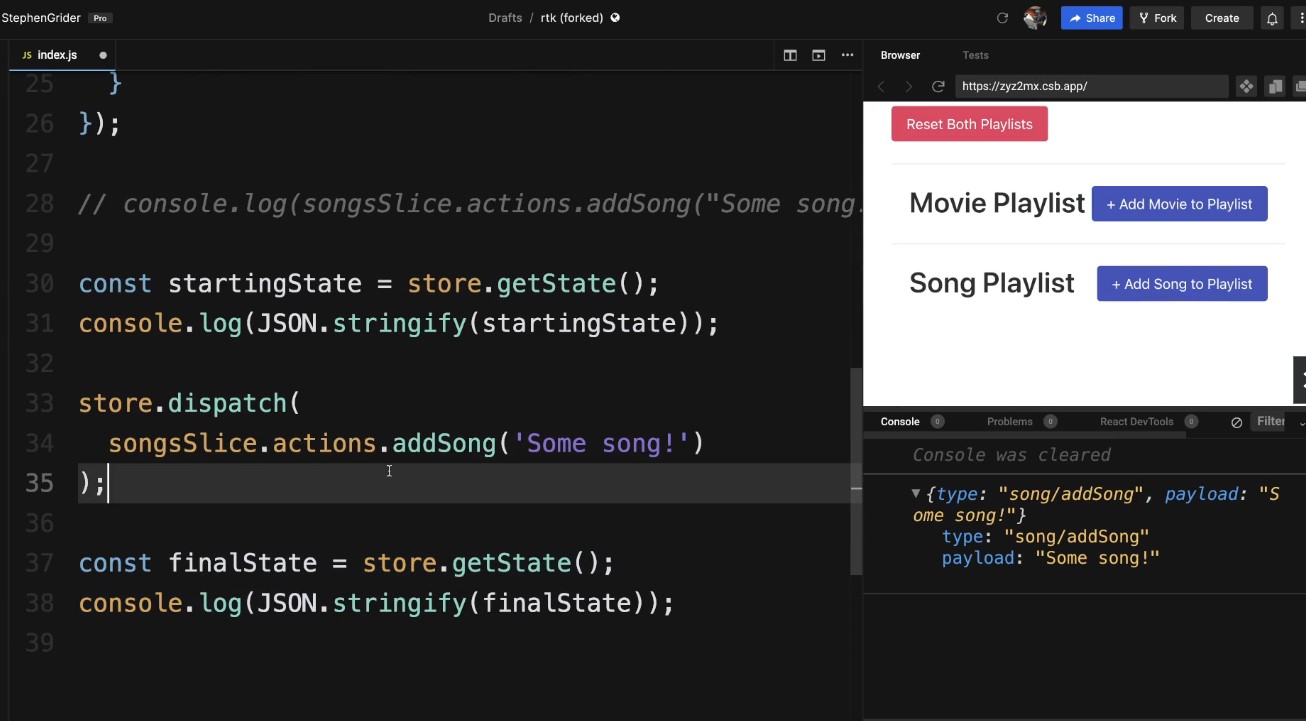 StephenGrider Pro
Drafts / rtk (forked)
Share
Fork
Create
JS index.js
25 }
26 });
27
28 // console.log(songsSlice.actions.addSong("Some song.
29
30 const startingState = store.getState();
31 console.log(JSON.stringify(startingState));
32
33 store.dispatch(
34 songsSlice.actions.addSong('Some song!')
35 );
36
37 const finalState = store.getState();
38 console.log(JSON.stringify(finalState));
39
Browser
Tests
https://zyz2mx.csb.app/
Reset Both Playlists
Movie Playlist
+ Add Movie to Playlist
Song Playlist
+ Add Song to Playlist
Console 0
Problems 0
React DevTools 0
Filter
Console was cleared
{type: "song/addSong", payload: "S
ome song!"}
type: "song/addSong"
payload: "Some song!"